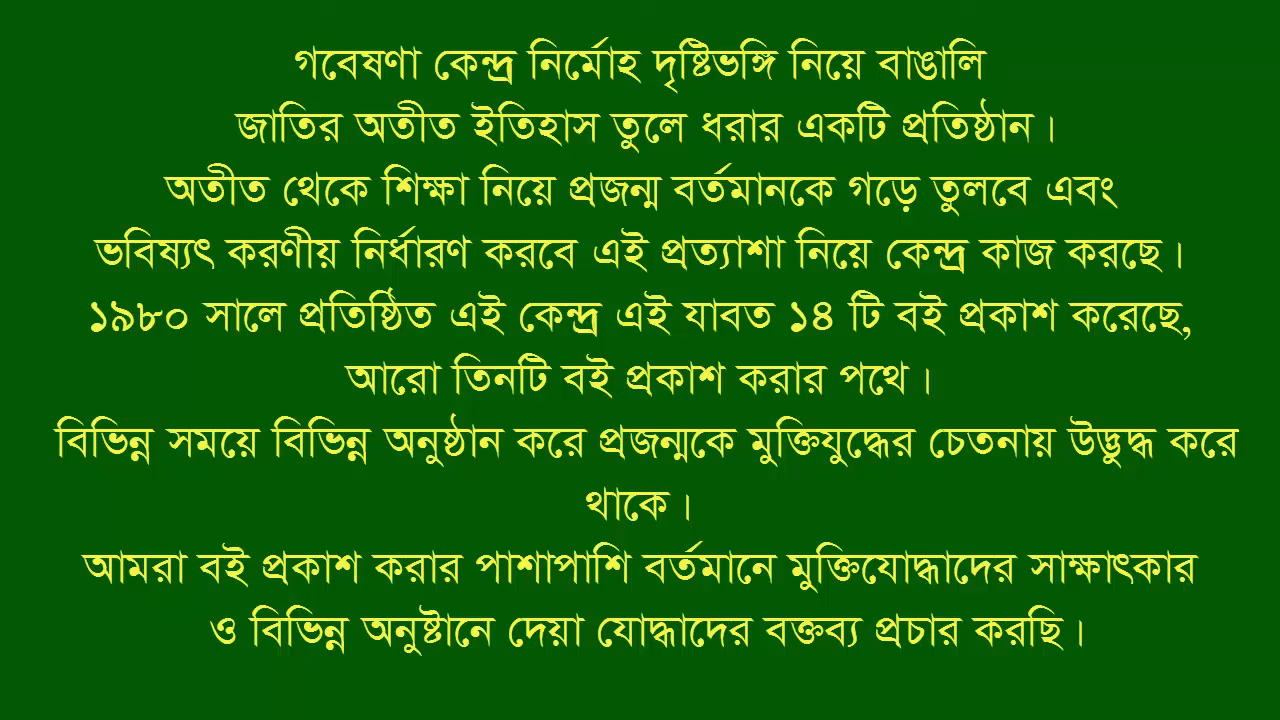 গবেষণা কেন্দ্র নির্মোহ দৃষ্টিভঙ্গি নিয়ে বাঙালি
জাতির অতীত ইতিহাস তুলে ধরার একটি প্রতিষ্ঠান।
অতীত থেকে শিক্ষা নিয়ে প্রজন্ম বর্তমানকে গড়ে তুলবে এবং
ভবিষ্যৎ করণীয় নির্ধারণ করবে এই প্রত্যাশা নিয়ে কেন্দ্র কাজ করছে।
১৯৮০ সালে প্রতিষ্ঠিত এই কেন্দ্র এই যাবত ১৪ টি বই প্রকাশ করেছে,
আরো তিনটি বই প্রকাশ করার পথে।
বিভিন্ন সময়ে বিভিন্ন অনুষ্ঠান করে প্রজন্মকে মুক্তিযুদ্ধের চেতনায় উদ্ভুদ্ধ করে
থাকে।
আমরা বই প্রকাশ করার পাশাপাশি বর্তমানে মুক্তিযোদ্ধাদের সাক্ষাৎকার
ও বিভিন্ন অনুষ্টানে দেয়া যোদ্ধাদের বক্তব্য প্রচার করছি।